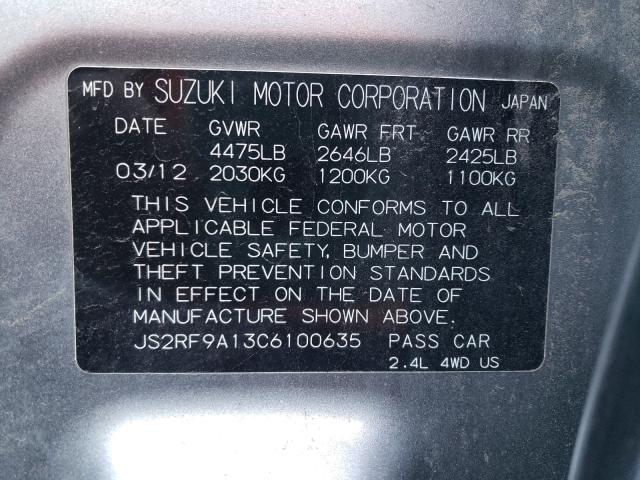 MFD BY SUZUKI MOTOR CORPORATION JAPAN
DATE GVWR GAWR FRT GAWR RR
4475LB 2646LB 2425LB
03/12 2030KG 1200KG 1100KG
THIS VEHICLE CONFORMS TO ALL
APPLICABLE FEDERAL MOTOR
VEHICLE SAFETY, BUMPER AND
THEFT PREVENTION STANDARDS
IN EFFECT ON THE DATE OF
MANUFACTURE SHOWN ABOVE.
JS2RF9A13C6100635 PASS CAR
2.4L 4WD US